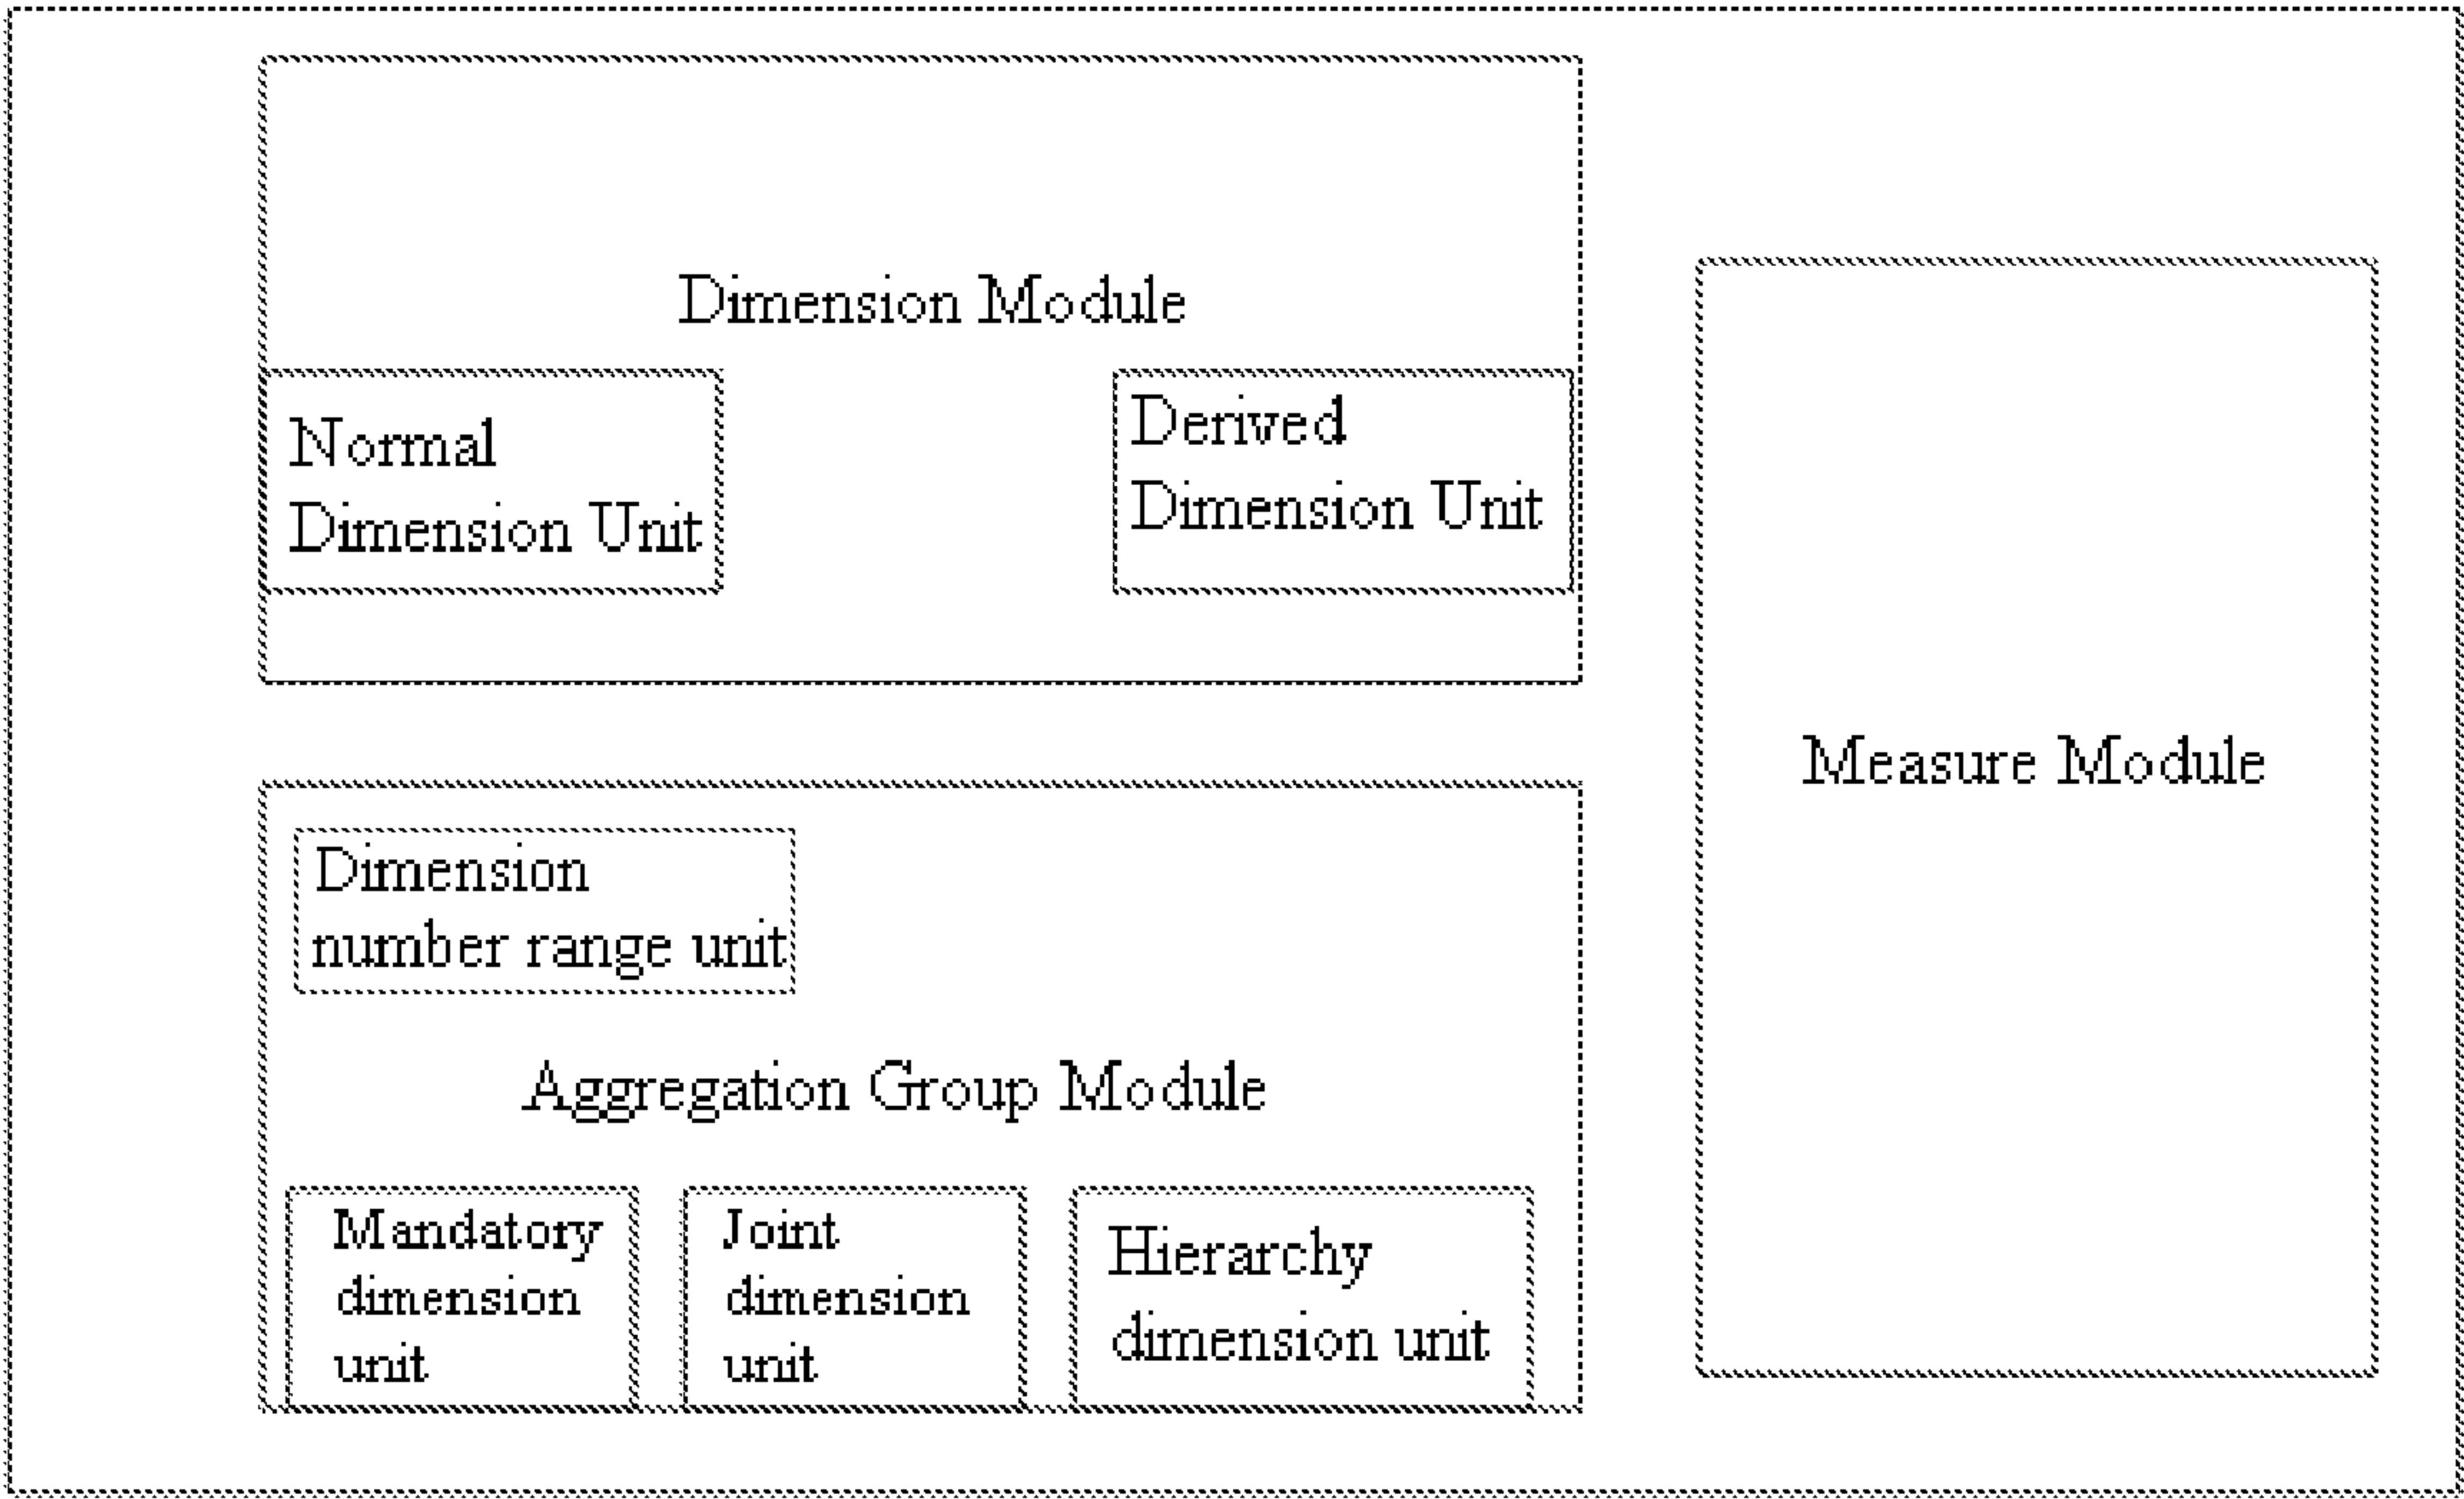 Dimension Module
Normal
Dimension Unit
Derived
Dimension Unit
Measure Module
Dimension
number range unit
Aggregation Group Module
Mandatory
dimension
unit
Joint
dimension
unit
Hierarchy
dimension unit